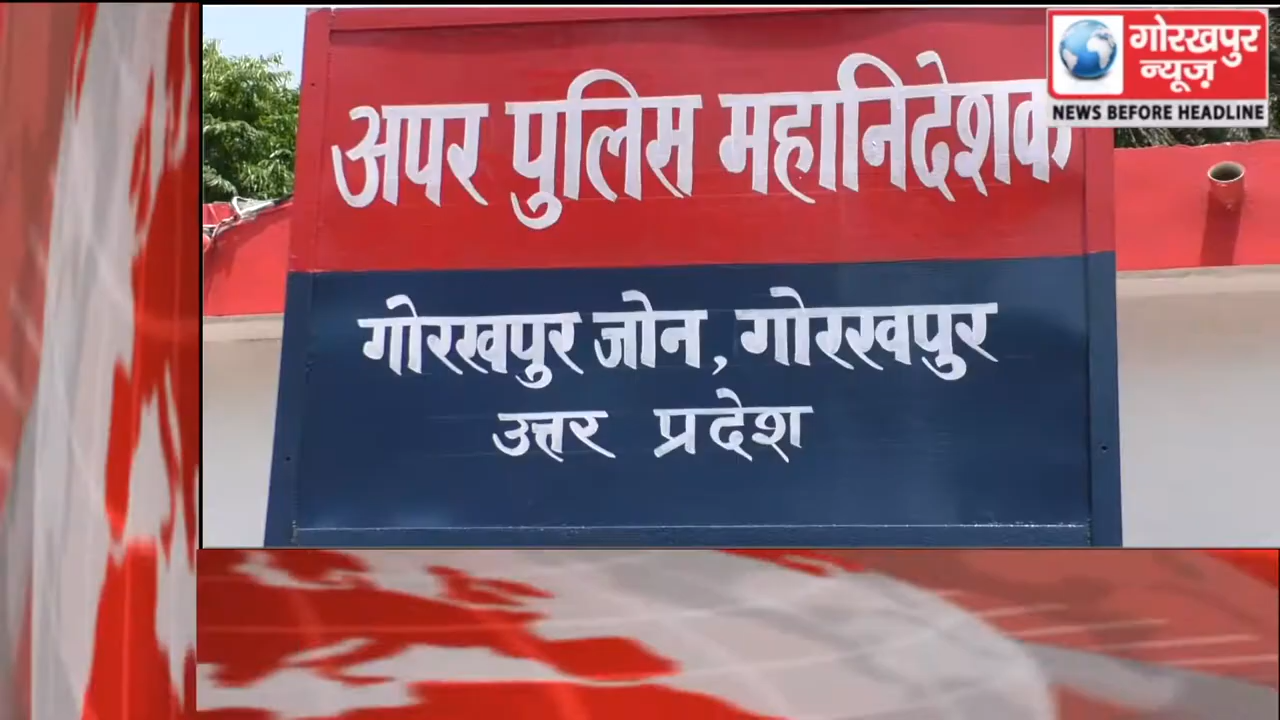 अपर पुलिस महानिदेशक
गोरखपुर जोन, गोरखपुर
उत्तर प्रदेश
गोरखपुर
न्यूज़
NEWS BEFORE HEADLINE